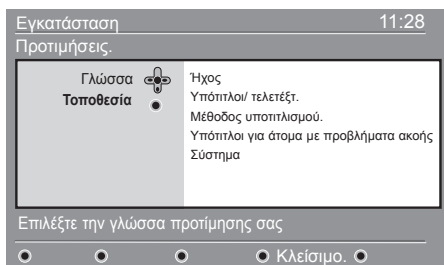 Εγκατάσταση 11:28
Προτιμήσεις.
Γλώσσα
Τοποθεσία
Ήχος
Υπότιτλοι/ τελετέξτ.
Μέθοδος υποτιτλισμού.
Υπότιτλοι για άτομα με προβλήματα ακοής
Σύστημα
Επιλέξτε την γλώσσα προτίμησης σας
Κλείσιμο.